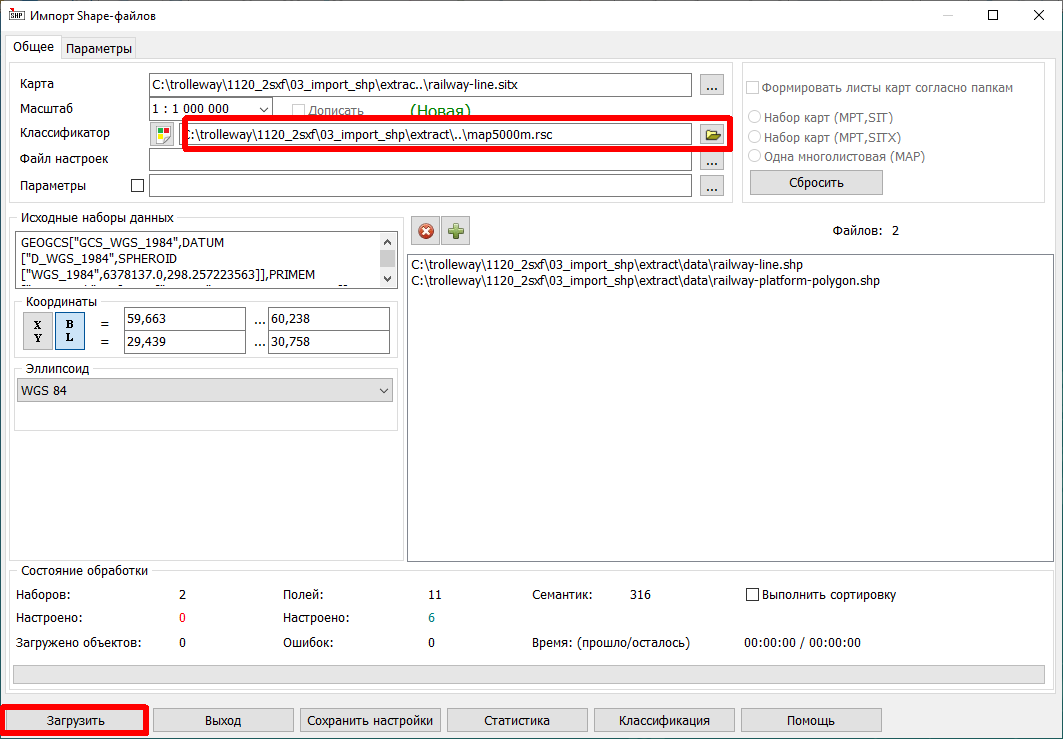 SHP Импорт Shape-файлов
Общее Параметры
Карта C:\trolleway\1120_2sxf\03_import_shp\extrac..\railway-line.sitx ...
Масштаб 1 : 1 000 000 Дописать (Новая)
Классификатор C:\trolleway\1120_2sxf\03_import_shp\extract\..\map5000m.rsc
Файл настроек ...
Параметры ...
Формировать листы карт согласно папкам
Набор карт (MPT,SIT)
Набор карт (MPT,SITX)
Одна многолистовая (MAP)
Сбросить
Исходные наборы данных
GEOGCS["GCS_WGS_1984",DATUM
["D_WGS_1984",SPHEROID
["WGS_1984",6378137.0,298.257223563]],PRIMEM
Координаты
X Y B L = 59,663 ... 60,238
= 29,439 ... 30,758
Эллипсоид
WGS 84
Файлов: 2
C:\trolleway\1120_2sxf\03_import_shp\extract\data\railway-line.shp
C:\trolleway\1120_2sxf\03_import_shp\extract\data\railway-platform-polygon.shp
Состояние обработки
Наборов: 2 Полей: 11 Семантик: 316 Выполнить сортировку
Настроено: 0 Настроено: 6
Загружено объектов: 0 Ошибок: 0 Время: (прошло/осталось) 00:00:00 / 00:00:00
Загрузить Выход Сохранить настройки Статистика Классификация Помощь